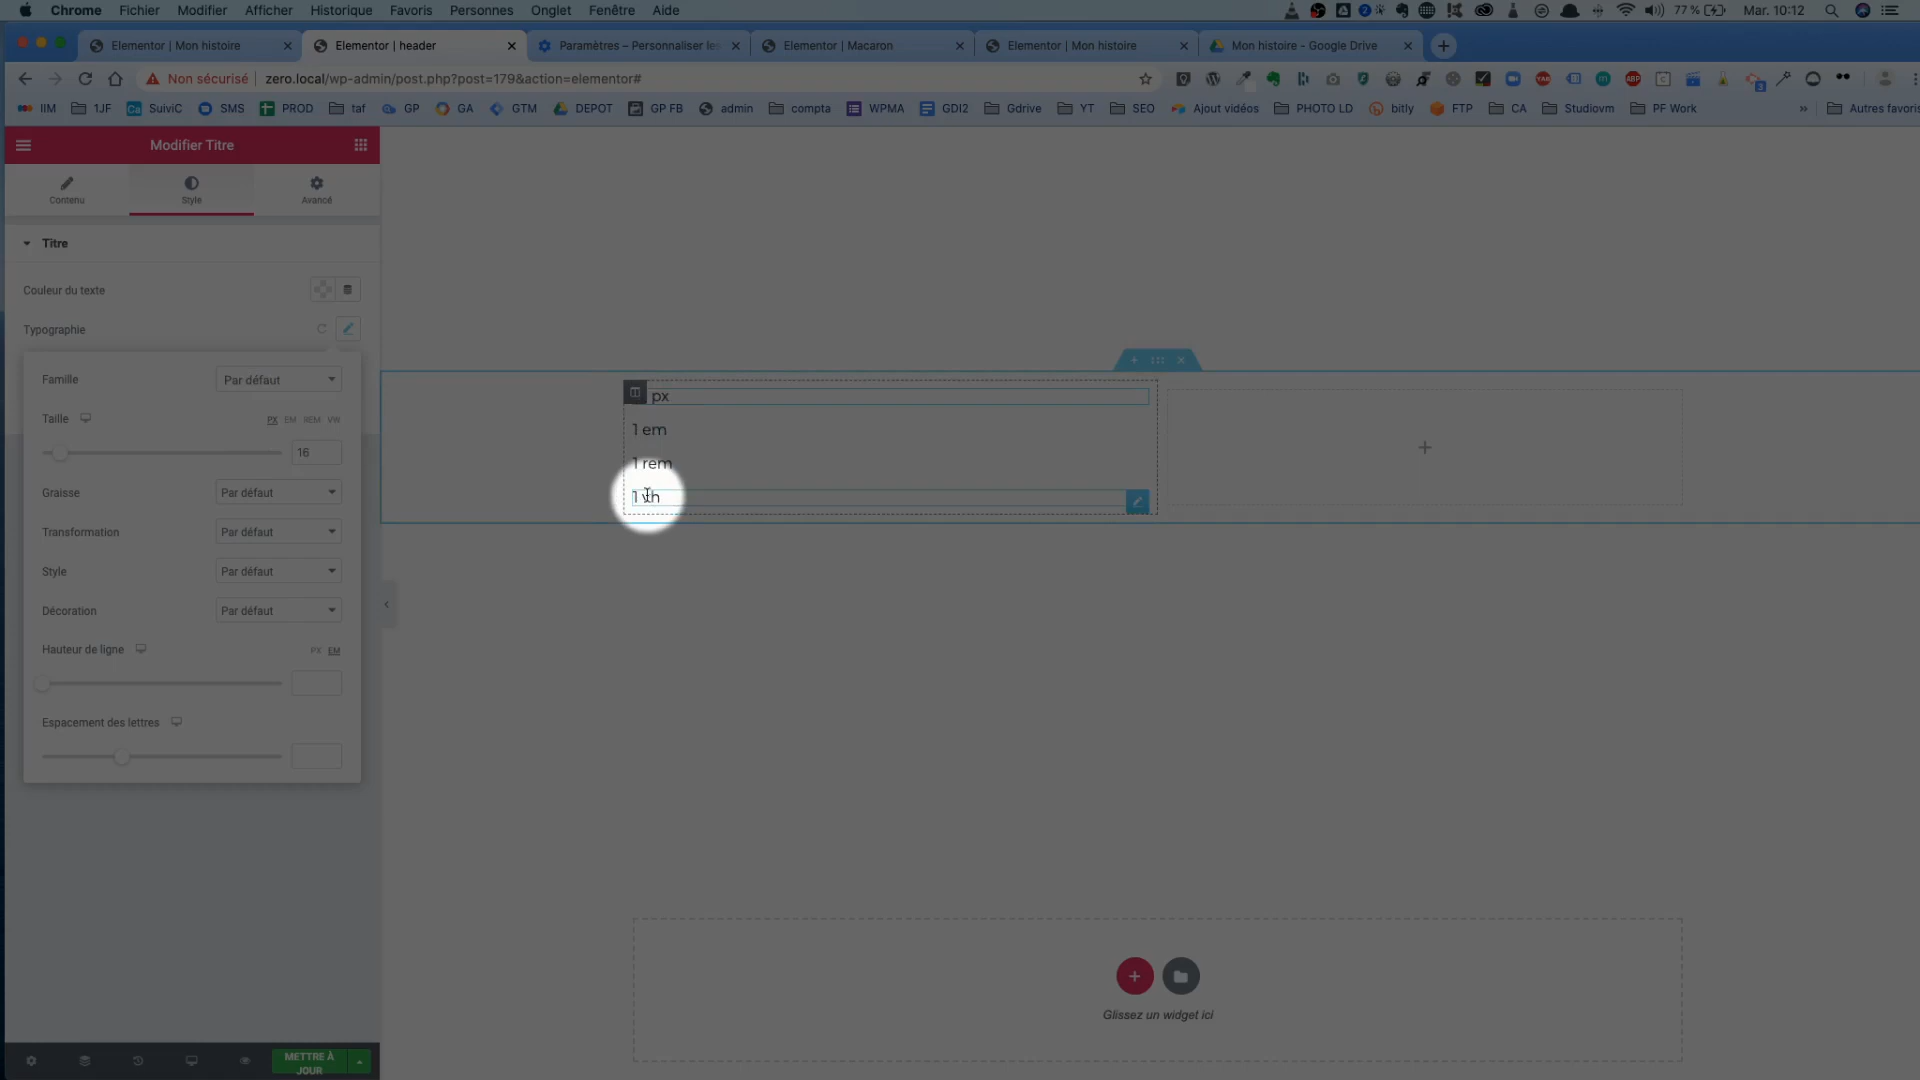 Chrome Fichier Modifier Afficher Historique Favoris Personnes Onglet Fenêtre Aide 77 % Mar. 10:12
Elementor | Mon histoire Elementor | header Paramètres – Personnaliser les Elementor | Macaron Elementor | Mon histoire Mon histoire - Google Drive
Non sécurisé zero.local/wp-admin/post.php?post=179&action=elementor#
IIM 1JF SuiviC SMS PROD taf GP GA GTM DEPOT GP FB admin compta WPMA GDI2 Gdrive YT SEO Ajout vidéos PHOTO LD bitly FTP CA Studiovm PF Work » Autres favoris
Modifier Titre
Contenu Style Avancé
Titre
Couleur du texte
Typographie
Famille Par défaut
Taille PX EM REM VW
16
Graisse Par défaut
Transformation Par défaut
Style Par défaut
Décoration Par défaut
Hauteur de ligne PX EM
Espacement des lettres
METTRE À JOUR
px
1 em
1 rem
1 vh
Glissez un widget ici